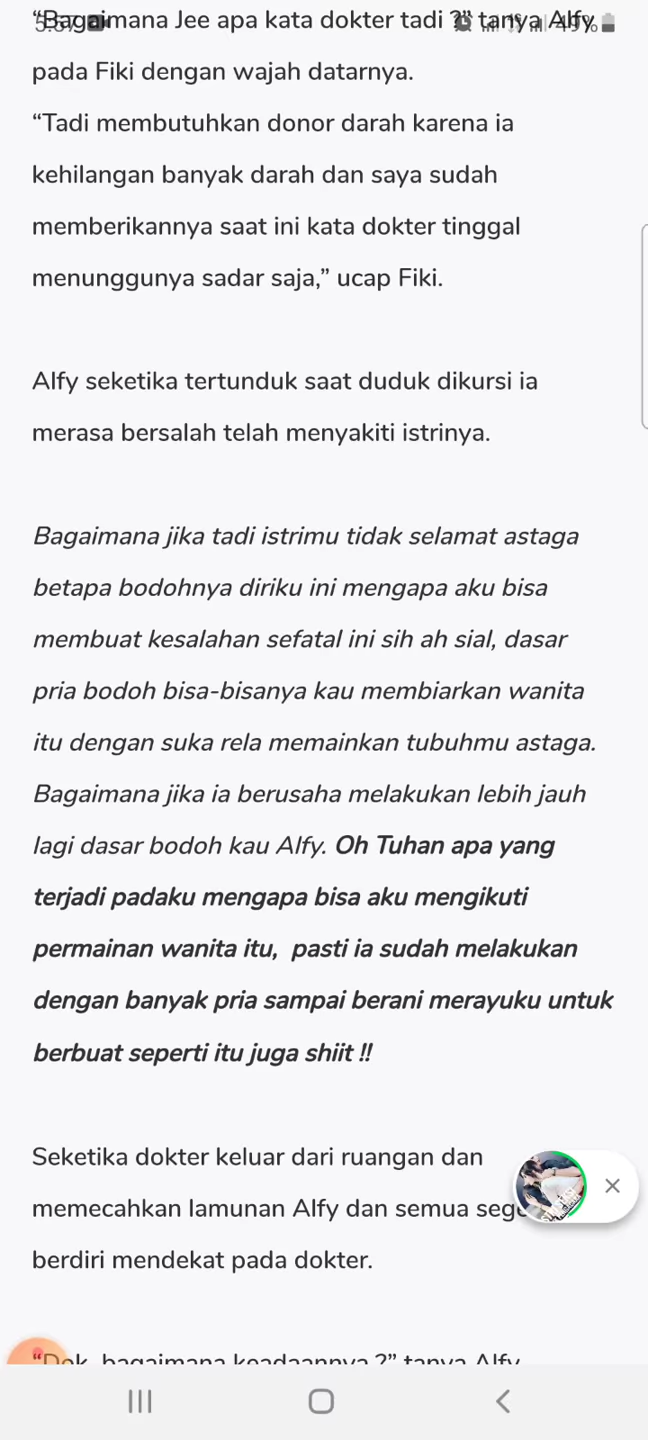 “Bagaimana Jee apa kata dokter tadi ?” tanya Alfy
pada Fiki dengan wajah datarnya.
“Tadi membutuhkan donor darah karena ia
kehilangan banyak darah dan saya sudah
memberikannya saat ini kata dokter tinggal
menunggunya sadar saja,” ucap Fiki.
Alfy seketika tertunduk saat duduk dikursi ia
merasa bersalah telah menyakiti istrinya.
Bagaimana jika tadi istrimu tidak selamat astaga
betapa bodohnya diriku ini mengapa aku bisa
membuat kesalahan sefatal ini sih ah sial, dasar
pria bodoh bisa-bisanya kau membiarkan wanita
itu dengan suka rela memainkan tubuhmu astaga.
Bagaimana jika ia berusaha melakukan lebih jauh
lagi dasar bodoh kau Alfy. Oh Tuhan apa yang
terjadi padaku mengapa bisa aku mengikuti
permainan wanita itu, pasti ia sudah melakukan
dengan banyak pria sampai berani merayuku untuk
berbuat seperti itu juga shiit !!
Seketika dokter keluar dari ruangan dan
memecahkan lamunan Alfy dan semua
berdiri mendekat pada dokter.
“Dok, bagaimana keadaannya ?” tanya Alfy